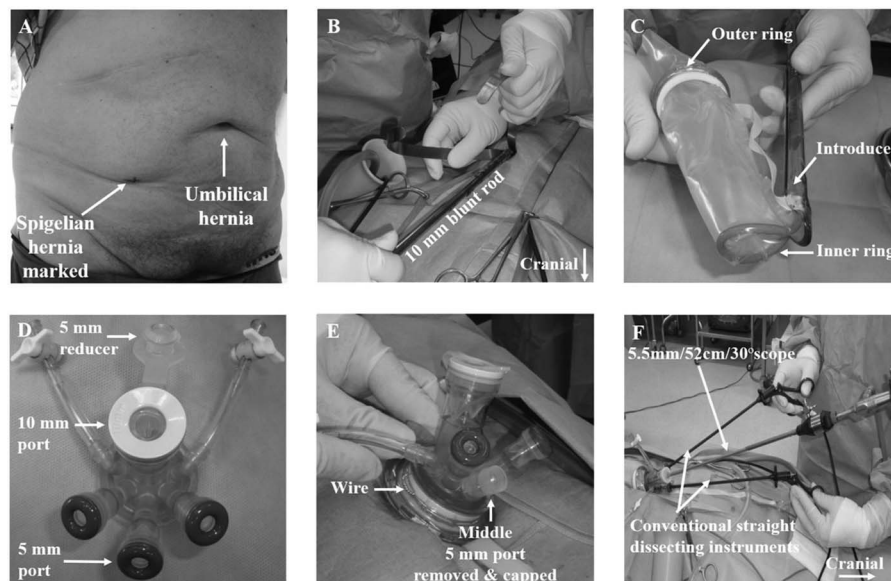 A
Umbilical
hernia
Spigelian
hernia
marked
B
10 mm blunt rod
Cranial
C
Outer ring
Introducer
Inner ring
D
5 mm
reducer
10 mm
port
5 mm
port
E
Wire
Middle
5 mm port
removed & capped
F
5.5mm/52cm/30°scope
Conventional straight
dissecting instruments
Cranial